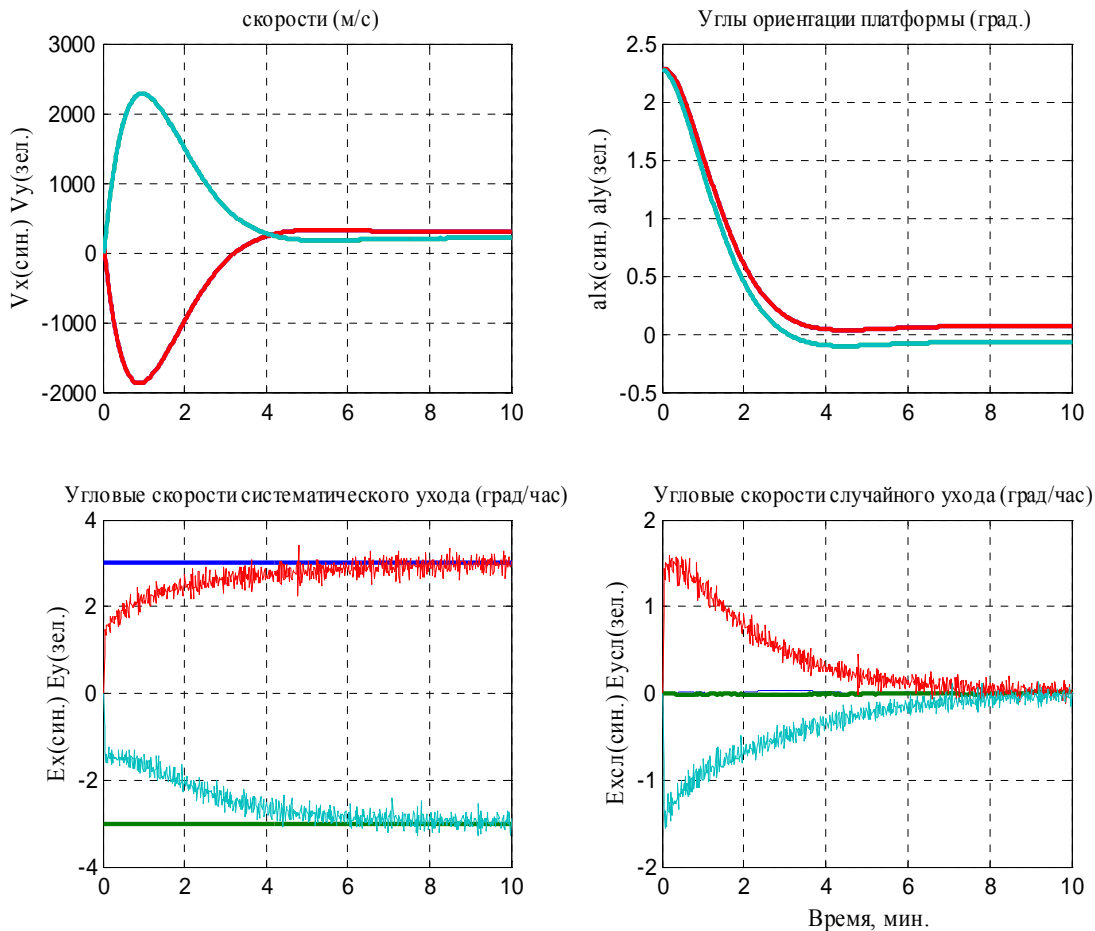 скорости (м/с)
Vx(син.) Vy(зел.)
3000
2000
1000
0
-1000
-2000
0 2 4 6 8 10
Углы ориентации платформы (град.)
alx(син.) aly(зел.)
2.5
2
1.5
1
0.5
0
-0.5
0 2 4 6 8 10
Угловые скорости систематического ухода (град/час)
Ex(син.) Ey(зел.)
4
2
0
-2
-4
0 2 4 6 8 10
Угловые скорости случайного ухода (град/час)
Exсл(син.) Eyсл(зел.)
2
1
0
-1
-2
0 2 4 6 8 10
Время, мин.